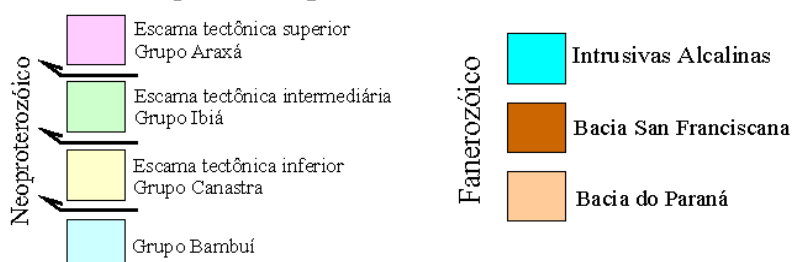 Neoproterozóico
Escama tectônica superior
Grupo Araxá
Escama tectônica intermediária
Grupo Ibiá
Escama tectônica inferior
Grupo Canastra
Grupo Bambuí
Fanerozóico
Intrusivas Alcalinas
Bacia San Franciscana
Bacia do Paraná